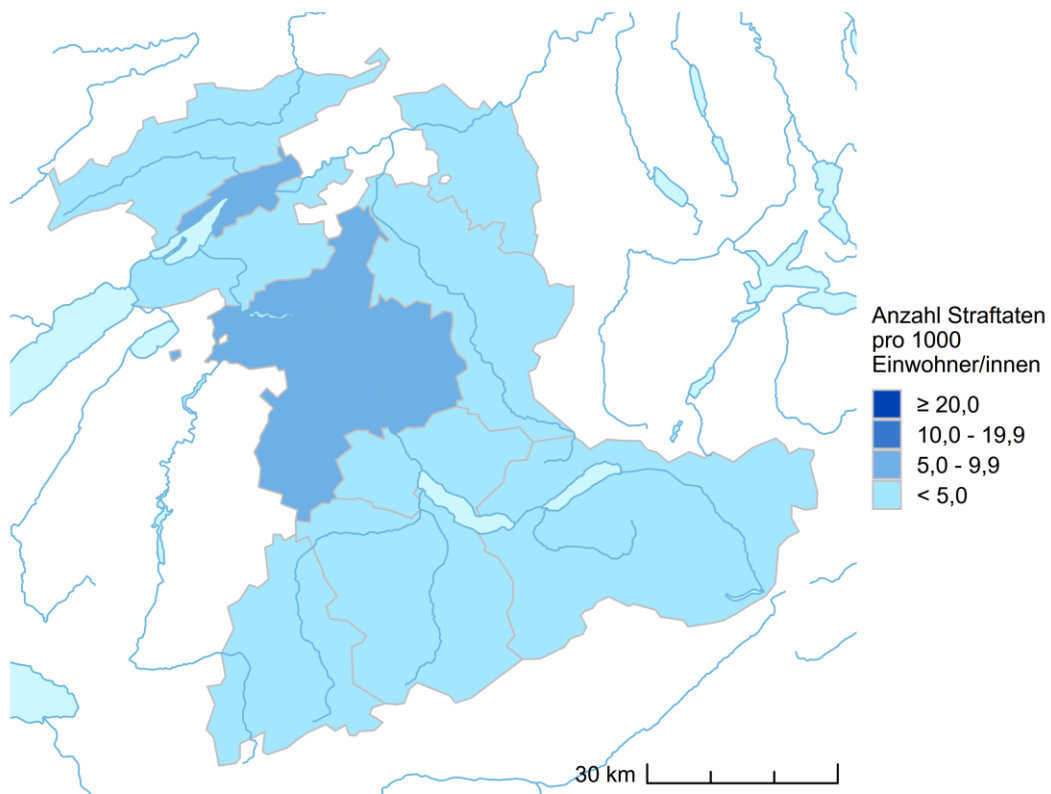 Anzahl Straftaten
pro 1000
Einwohner/innen
≥ 20,0
10,0 - 19,9
5,0 - 9,9
< 5,0
30 km